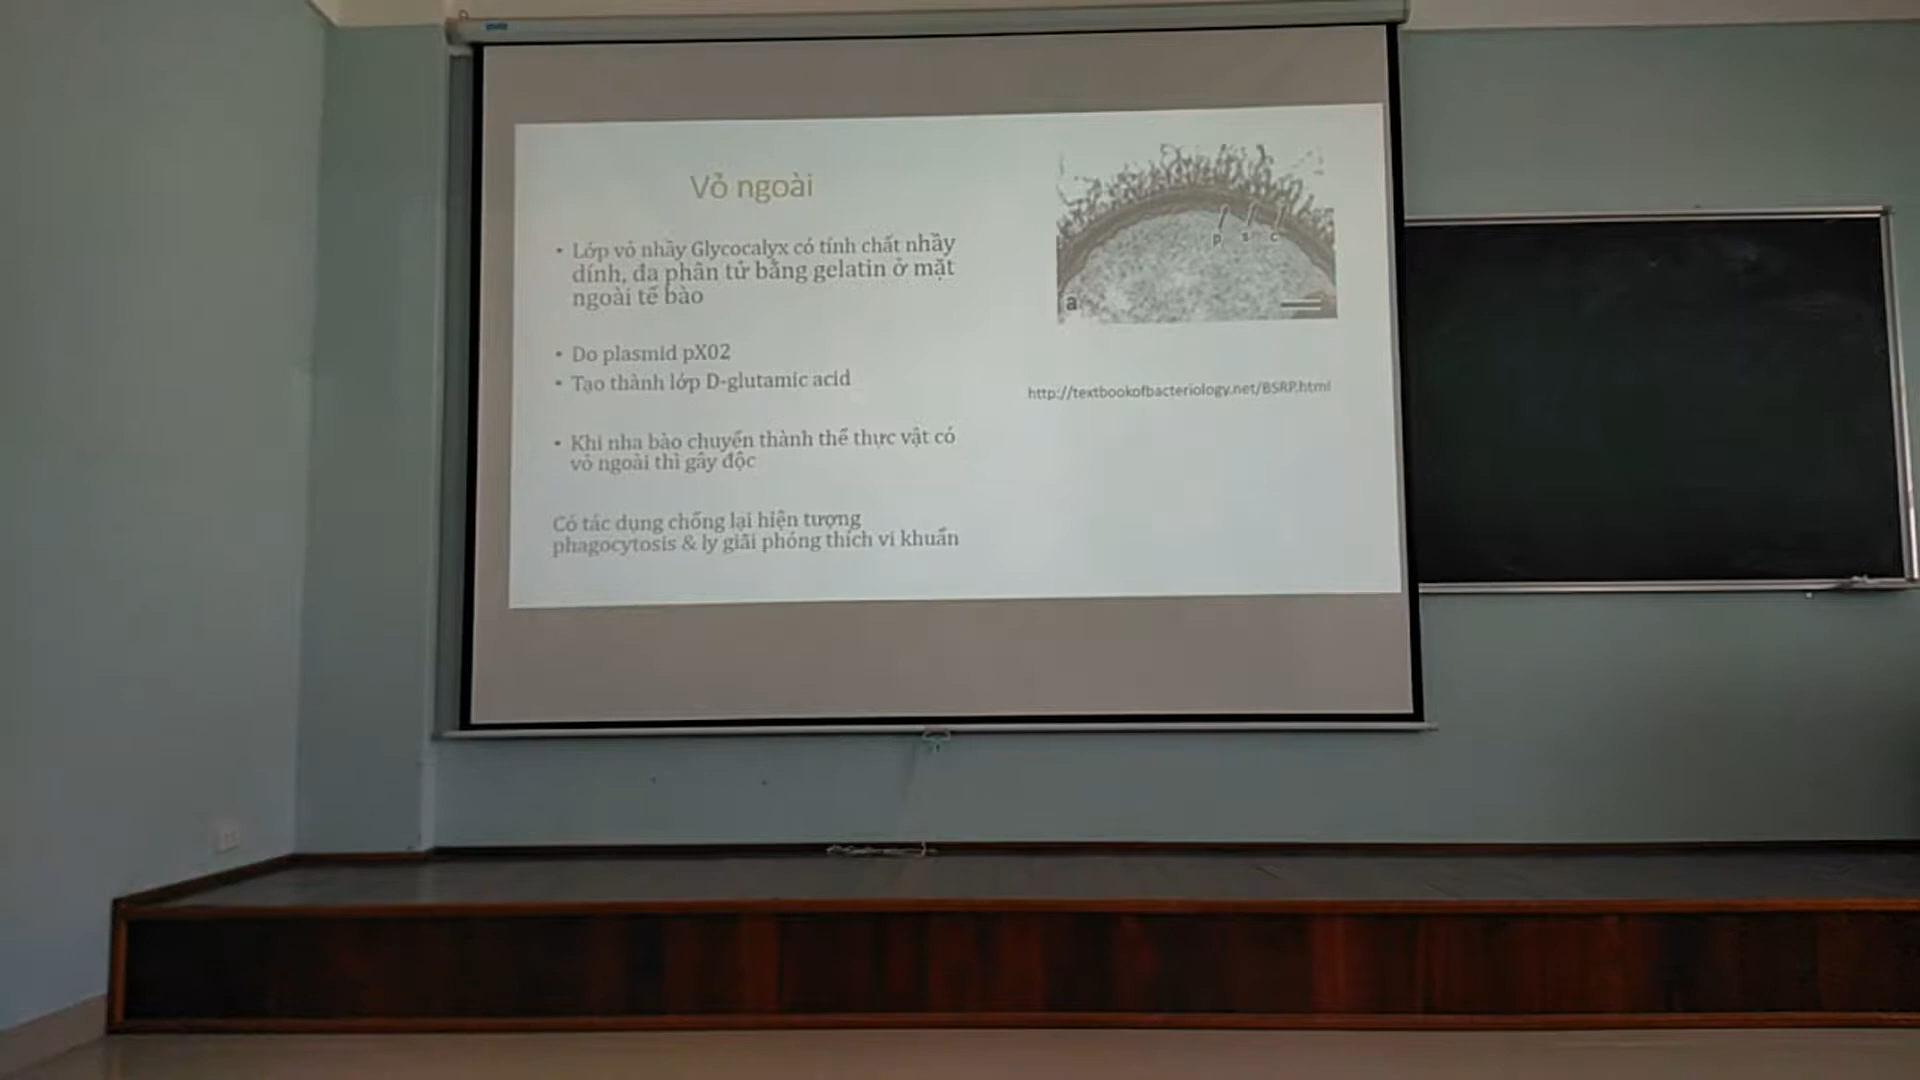 Vỏ ngoài
• Lớp vỏ nhầy Glycocalyx có tính chất nhầy
dính, đa phân tử bằng gelatin ở mặt
ngoài tế bào
• Do plasmid pX02
• Tạo thành lớp D-glutamic acid
• Khi nha bào chuyển thành thể thực vật có
vỏ ngoài thì gây độc
Có tác dụng chống lại hiện tượng
phagocytosis & ly giải phóng thích vi khuẩn
p s c
a
http://textbookofbacteriology.net/BSRP.html